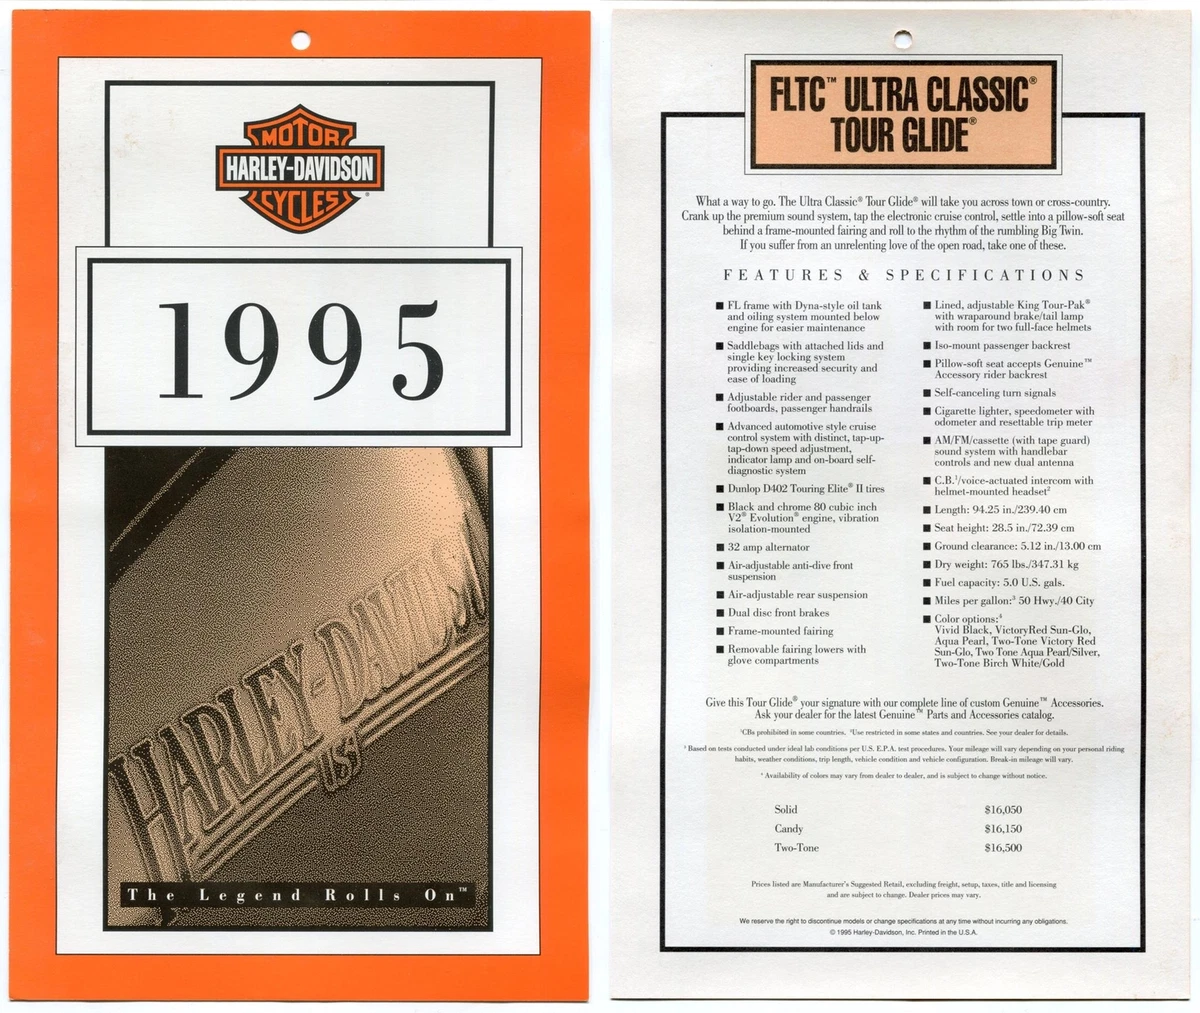 MOTOR
HARLEY-DAVIDSON
CYCLES
®
1995
HARLEY-DAVIDSON
USA
The Legend Rolls On™
FLTC™ ULTRA CLASSIC®
TOUR GLIDE®
What a way to go. The Ultra Classic® Tour Glide® will take you across town or cross-country.
Crank up the premium sound system, tap the electronic cruise control, settle into a pillow-soft seat
behind a frame-mounted fairing and roll to the rhythm of the rumbling Big Twin.
If you suffer from an unrelenting love of the open road, take one of these.
FEATURES & SPECIFICATIONS
■ FL frame with Dyna-style oil tank
and oiling system mounted below
engine for easier maintenance
■ Saddlebags with attached lids and
single key locking system
providing increased security and
ease of loading
■ Adjustable rider and passenger
footboards, passenger handrails
■ Advanced automotive style cruise
control system with distinct, tap-up-
tap-down speed adjustment,
indicator lamp and on-board self-
diagnostic system
■ Dunlop D402 Touring Elite® II tires
■ Black and chrome 80 cubic inch
V2® Evolution® engine, vibration
isolation-mounted
■ 32 amp alternator
■ Air-adjustable anti-dive front
suspension
■ Air-adjustable rear suspension
■ Dual disc front brakes
■ Frame-mounted fairing
■ Removable fairing lowers with
glove compartments
■ Lined, adjustable King Tour-Pak®
with wraparound brake/tail lamp
with room for two full-face helmets
■ Iso-mount passenger backrest
■ Pillow-soft seat accepts Genuine™
Accessory rider backrest
■ Self-canceling turn signals
■ Cigarette lighter, speedometer with
odometer and resettable trip meter
■ AM/FM/cassette (with tape guard)
sound system with handlebar
controls and new dual antenna
■ C.B.¹/voice-actuated intercom with
helmet-mounted headset²
■ Length: 94.25 in./239.40 cm
■ Seat height: 28.5 in./72.39 cm
■ Ground clearance: 5.12 in./13.00 cm
■ Dry weight: 765 lbs./347.31 kg
■ Fuel capacity: 5.0 U.S. gals.
■ Miles per gallon:³ 50 Hwy./40 City
■ Color options:⁴
Vivid Black, VictoryRed Sun-Glo,
Aqua Pearl, Two-Tone Victory Red
Sun-Glo, Two Tone Aqua Pearl/Silver,
Two-Tone Birch White/Gold
Give this Tour Glide® your signature with our complete line of custom Genuine™ Accessories.
Ask your dealer for the latest Genuine™ Parts and Accessories catalog.
¹CBs prohibited in some countries. ²Use restricted in some states and countries. See your dealer for details.
³ Based on tests conducted under ideal lab conditions per U.S. E.P.A. test procedures. Your mileage will vary depending on your personal riding
habits, weather conditions, trip length, vehicle condition and vehicle configuration. Break-in mileage will vary.
⁴ Availability of colors may vary from dealer to dealer, and is subject to change without notice.
Solid $16,050
Candy $16,150
Two-Tone $16,500
Prices listed are Manufacturer's Suggested Retail, excluding freight, setup, taxes, title and licensing
and are subject to change. Dealer prices may vary.
We reserve the right to discontinue models or change specifications at any time without incurring any obligations.
© 1995 Harley-Davidson, Inc. Printed in the U.S.A.